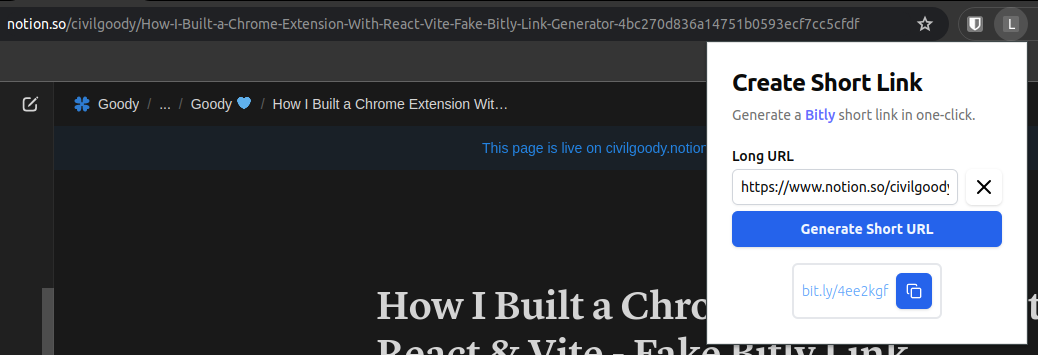 notion.so/civilgoody/How-I-Built-a-Chrome-Extension-With-React-Vite-Fake-Bitly-Link-Generator-4bc270d836a14751b0593ecf7cc5cfdf
L
Goody / ... / Goody / How I Built a Chrome Extension Wit…
This page is live on civilgoody.notion
Create Short Link
Generate a Bitly short link in one-click.
Long URL
https://www.notion.so/civilgoody
Generate Short URL
bit.ly/4ee2kgf
How I Built a Chro
React & Vite - Fake Bitly Link